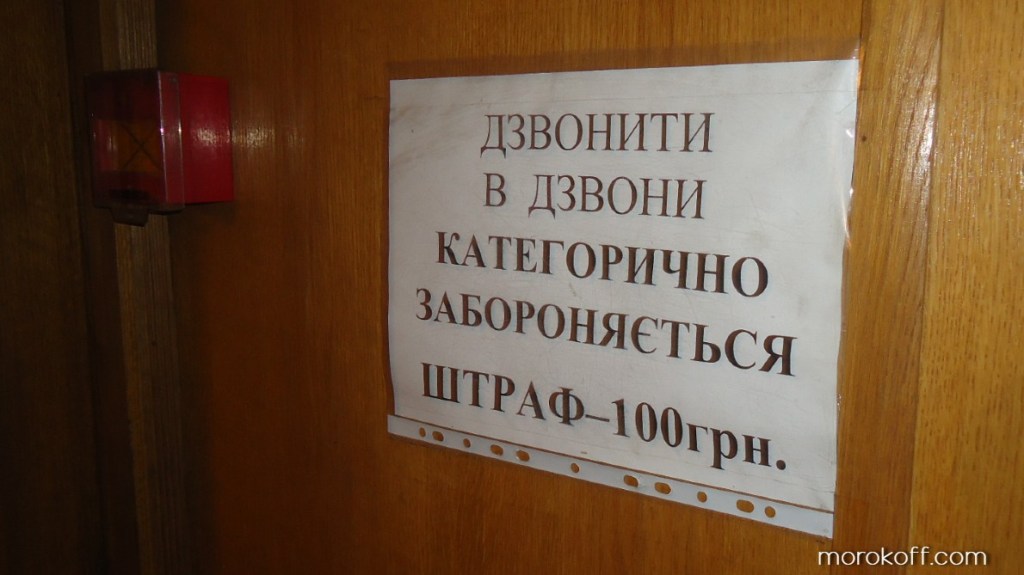 ДЗВОНИТИ
В ДЗВОНИ
КАТЕГОРИЧНО
ЗАБОРОНЯЄТЬСЯ
ШТРАФ–100грн.
morokoff.com